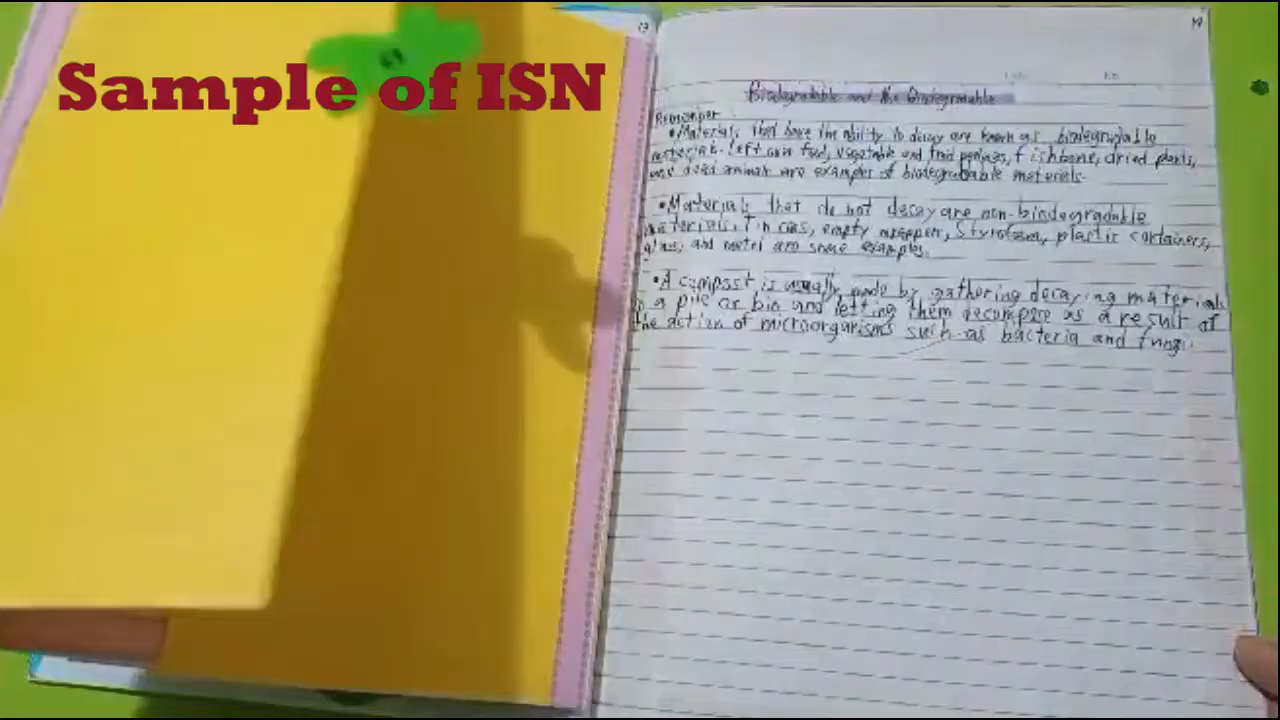 Sample of ISN
13
Biodegradable and the Biodegradable
Remember
• Materials that have the ability to decay are known as biodegradable
material. Left over food, vegetable and fruit peelings, fishbone, dried plants,
and dead animals are examples of biodegradable materials.
• Materials that do not decay are non-biodegradable
materials. Tin cans, empty wrapper, Styrofoam, plastic containers,
glass, and metal are some examples.
• A compost is usually made by gathering decaying materials
in a pile or bin and letting them decompose as a result of
the action of microorganisms such as bacteria and fungi.